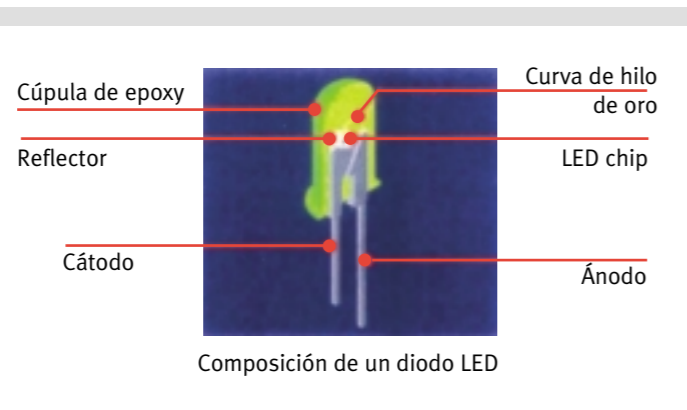 Cúpula de epoxy
Curva de hilo
de oro
Reflector
LED chip
Cátodo
Ánodo
Composición de un diodo LED